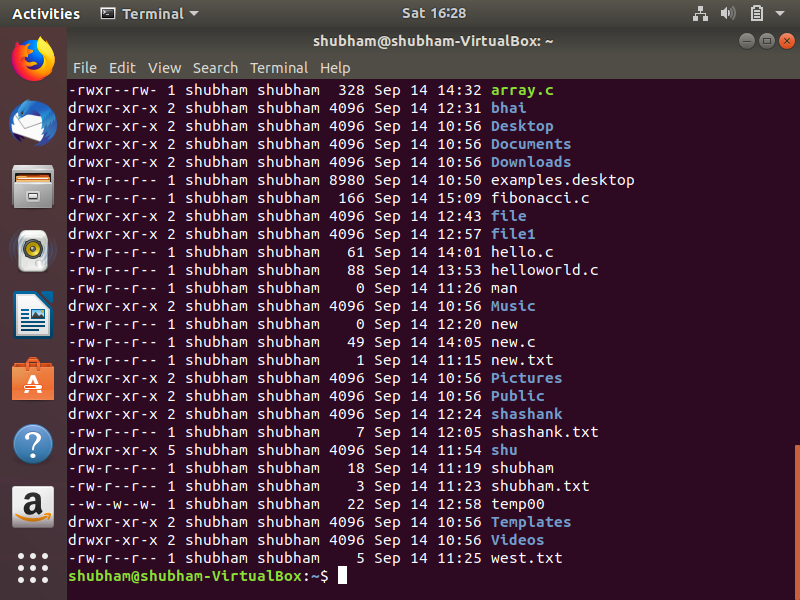 Activities Terminal Sat 16:28
shubham@shubham-VirtualBox: ~
File Edit View Search Terminal Help
-rwxr--rw- 1 shubham shubham  328 Sep 14 14:32 array.c
drwxr-xr-x 2 shubham shubham 4096 Sep 14 12:31 bhai
drwxr-xr-x 2 shubham shubham 4096 Sep 14 10:56 Desktop
drwxr-xr-x 2 shubham shubham 4096 Sep 14 10:56 Documents
drwxr-xr-x 2 shubham shubham 4096 Sep 14 10:56 Downloads
-rw-r--r-- 1 shubham shubham 8980 Sep 14 10:50 examples.desktop
-rw-r--r-- 1 shubham shubham  166 Sep 14 15:09 fibonacci.c
drwxr-xr-x 2 shubham shubham 4096 Sep 14 12:43 file
drwxr-xr-x 2 shubham shubham 4096 Sep 14 12:57 file1
-rw-r--r-- 1 shubham shubham   61 Sep 14 14:01 hello.c
-rw-r--r-- 1 shubham shubham   88 Sep 14 13:53 helloworld.c
-rw-r--r-- 1 shubham shubham    0 Sep 14 11:26 man
drwxr-xr-x 2 shubham shubham 4096 Sep 14 10:56 Music
-rw-r--r-- 1 shubham shubham    0 Sep 14 12:20 new
-rw-r--r-- 1 shubham shubham   49 Sep 14 14:05 new.c
-rw-r--r-- 1 shubham shubham    1 Sep 14 11:15 new.txt
drwxr-xr-x 2 shubham shubham 4096 Sep 14 10:56 Pictures
drwxr-xr-x 2 shubham shubham 4096 Sep 14 10:56 Public
drwxr-xr-x 2 shubham shubham 4096 Sep 14 12:24 shashank
-rw-r--r-- 1 shubham shubham    7 Sep 14 12:05 shashank.txt
drwxr-xr-x 5 shubham shubham 4096 Sep 14 11:54 shu
-rw-r--r-- 1 shubham shubham   18 Sep 14 11:19 shubham
-rw-r--r-- 1 shubham shubham    3 Sep 14 11:23 shubham.txt
--w--w--w- 1 shubham shubham   22 Sep 14 12:58 temp00
drwxr-xr-x 2 shubham shubham 4096 Sep 14 10:56 Templates
drwxr-xr-x 2 shubham shubham 4096 Sep 14 10:56 Videos
-rw-r--r-- 1 shubham shubham    5 Sep 14 11:25 west.txt
shubham@shubham-VirtualBox:~$